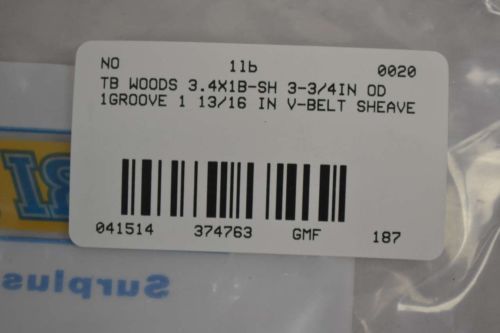 NO 1lb 0020
TB WOODS 3.4X1B-SH 3-3/4IN OD
1GROOVE 1 13/16 IN V-BELT SHEAVE
041514 374763 GMF 187
RI
Surplus